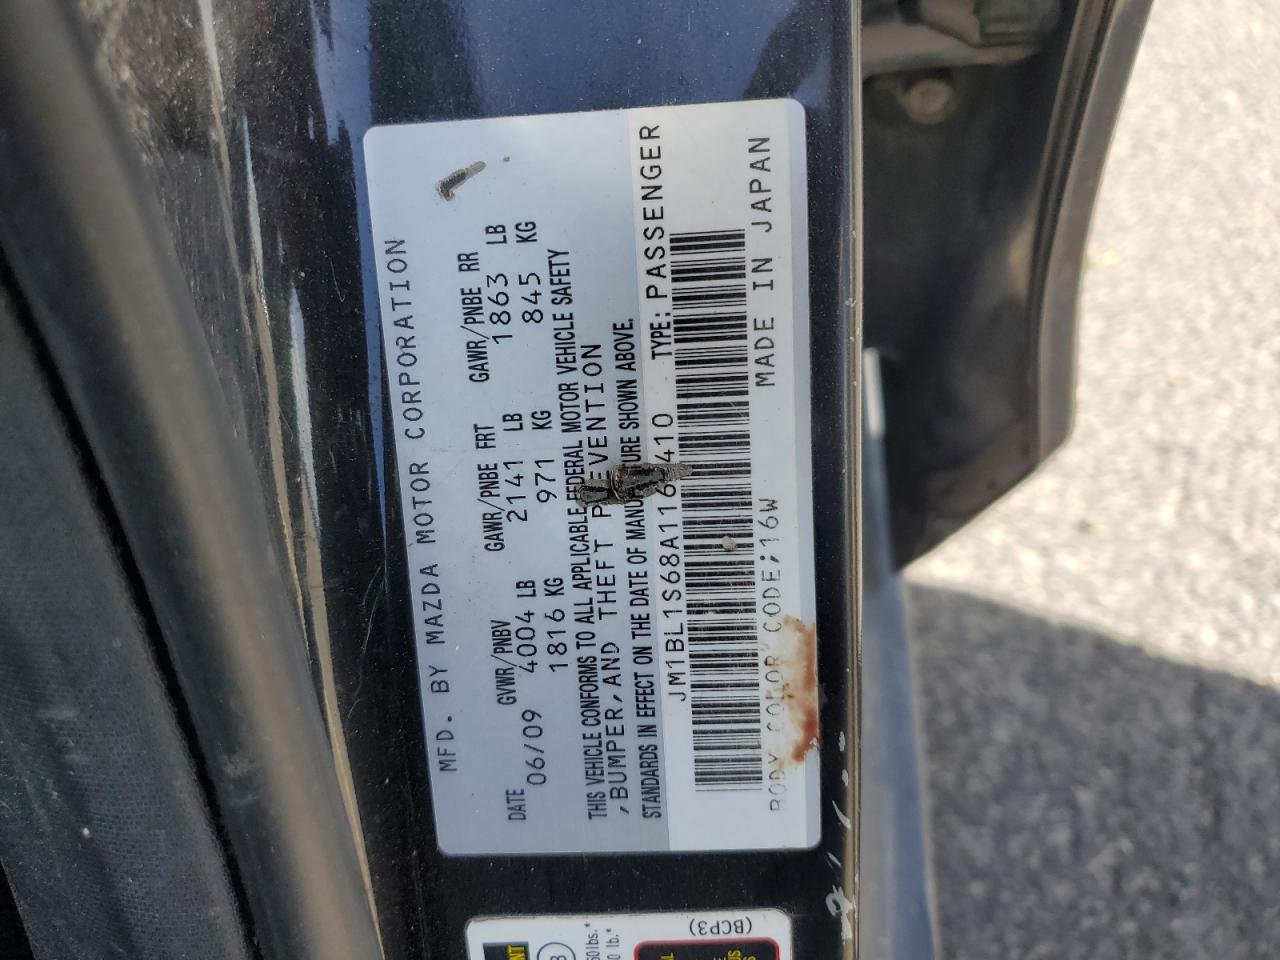 MFD. BY MAZDA MOTOR CORPORATION
DATE GVWR/PNBV GAWR/PNBE FRT GAWR/PNBE RR
06/09 4004 LB 2141 LB 1863 LB
1816 KG 971 KG 845 KG
THIS VEHICLE CONFORMS TO ALL APPLICABLE FEDERAL MOTOR VEHICLE SAFETY
,BUMPER,AND THEFT PREVENTION
STANDARDS IN EFFECT ON THE DATE OF SHOWN ABOVE.
TYPE: PASSENGER
BODY COLOR CODE;16W MADE IN JAPAN
(BCP3)